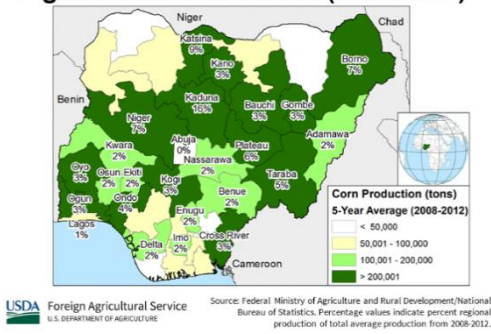 Niger
Chad
Katsina
9%
Kano
3%
Borno
7%
Kaduna
16%
Bauchi
3%
Gombe
3%
Benin
Niger
7%
Abuja
0%
Plateau
6%
Adamawa
2%
Kwara
2%
Nassarawa
2%
Taraba
5%
Oyo
3%
Osun
2%
Ekiti
2%
Kogi
3%
Benue
2%
Ogun
3%
Ondo
4%
Enugu
2%
Lagos
1%
Delta
2%
Imo
2%
Cross River
3%
Cameroon
Corn Production (tons)
5-Year Average (2008-2012)
< 50,000
50,001 - 100,000
100,001 - 200,000
> 200,001
USDA Foreign Agricultural Service
U.S. DEPARTMENT OF AGRICULTURE
Source: Federal Ministry of Agriculture and Rural Development/National
Bureau of Statistics. Percentage values indicate percent regional
production of total average production from 2008-2012.